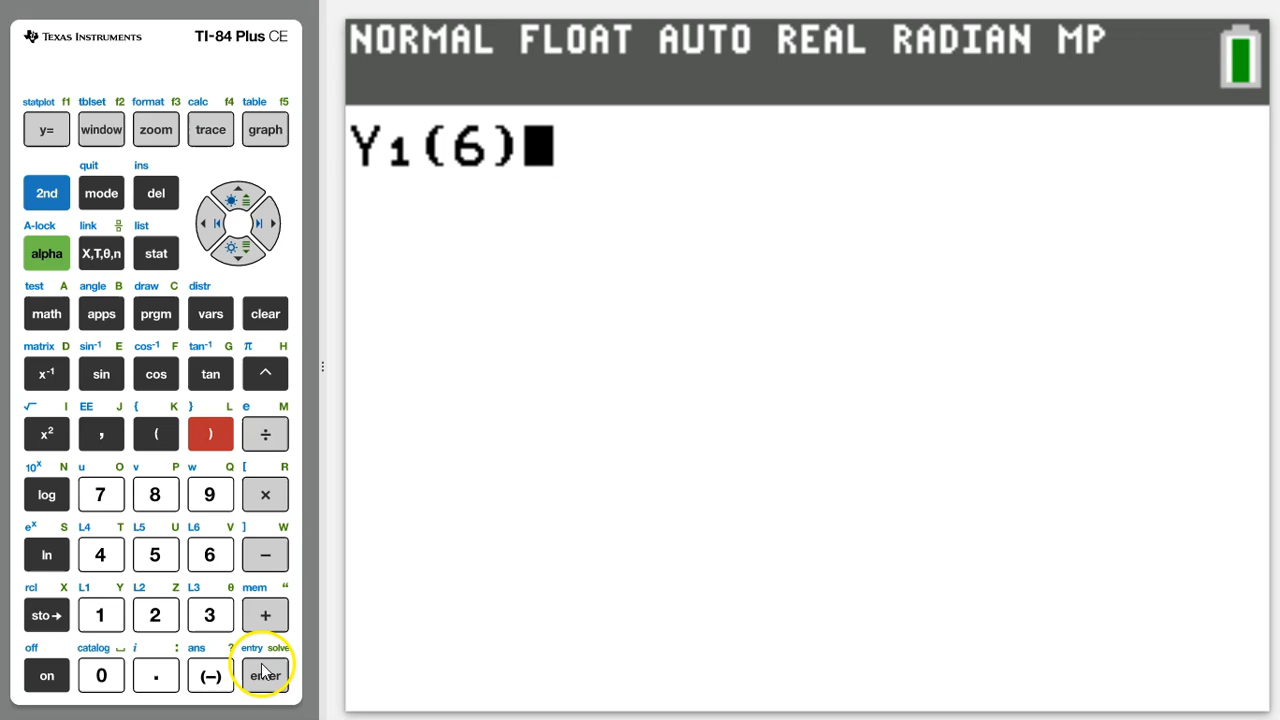 TEXAS INSTRUMENTS TI-84 Plus CE
NORMAL FLOAT AUTO REAL RADIAN MP
Y₁(6)
statplot f1 tblset f2 format f3 calc f4 table f5
y= window zoom trace graph
quit ins
2nd mode del
A-lock link list
alpha X,T,θ,n stat
test A angle B draw C distr
math apps prgm vars clear
matrix D sin⁻¹ E cos⁻¹ F tan⁻¹ G π H
x⁻¹ sin cos tan ^
√ I EE J { K } L e M
x² , ( ) ÷
10ˣ N u O v P w Q [ R
log 7 8 9 ×
eˣ S L4 T L5 U L6 V ] W
ln 4 5 6 −
rcl X L1 Y L2 Z L3 θ mem “
sto→ 1 2 3 +
off catalog ⎵ i : ans ? entry solve
on 0 . (−) enter